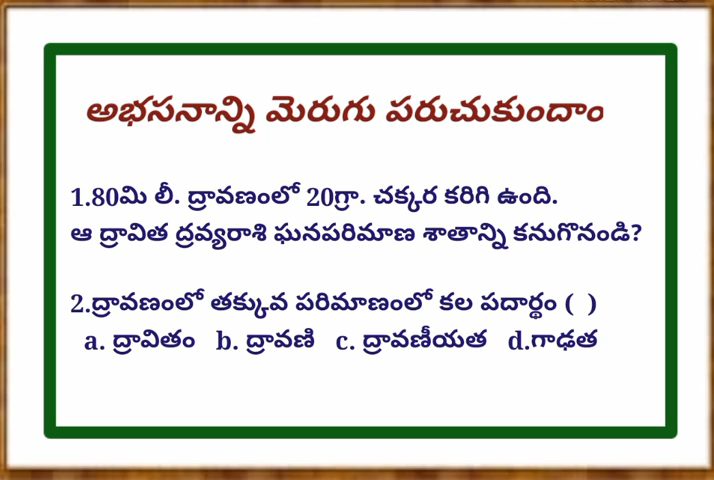 అభసనాన్ని మెరుగు పరుచుకుందాం
1.80మి లీ. ద్రావణంలో 20గ్రా. చక్కర కరిగి ఉంది.
ఆ ద్రావిత ద్రవ్యరాశి ఘనపరిమాణ శాతాన్ని కనుగొనండి?
2.ద్రావణంలో తక్కువ పరిమాణంలో కల పదార్థం ( )
a. ద్రావితం b. ద్రావణి c. ద్రావణీయత d.గాఢత